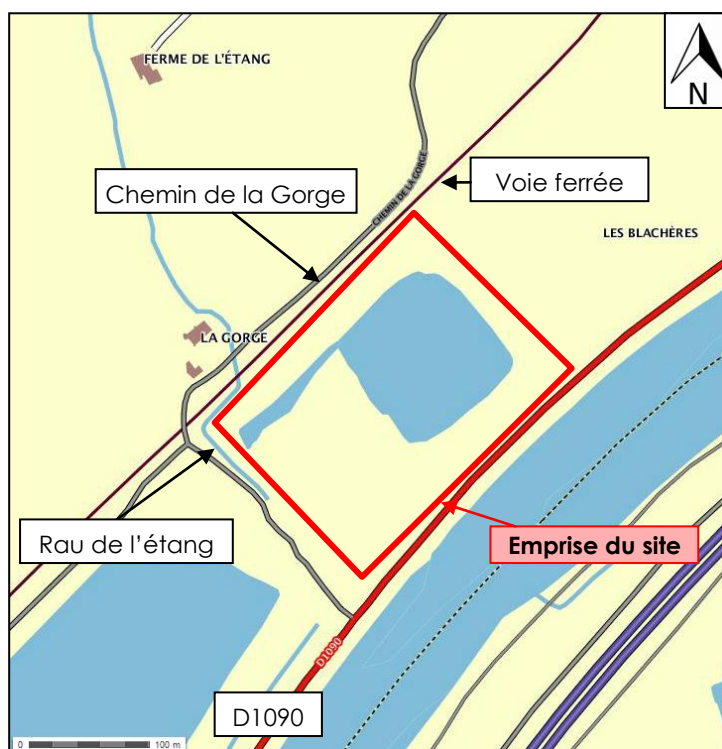 FERME DE L'ÉTANG
N
Chemin de la Gorge
CHEMIN DE LA GORGE
Voie ferrée
LES BLACHÈRES
LA GORGE
Rau de l'étang
Emprise du site
D1090
D1090
0 100 m